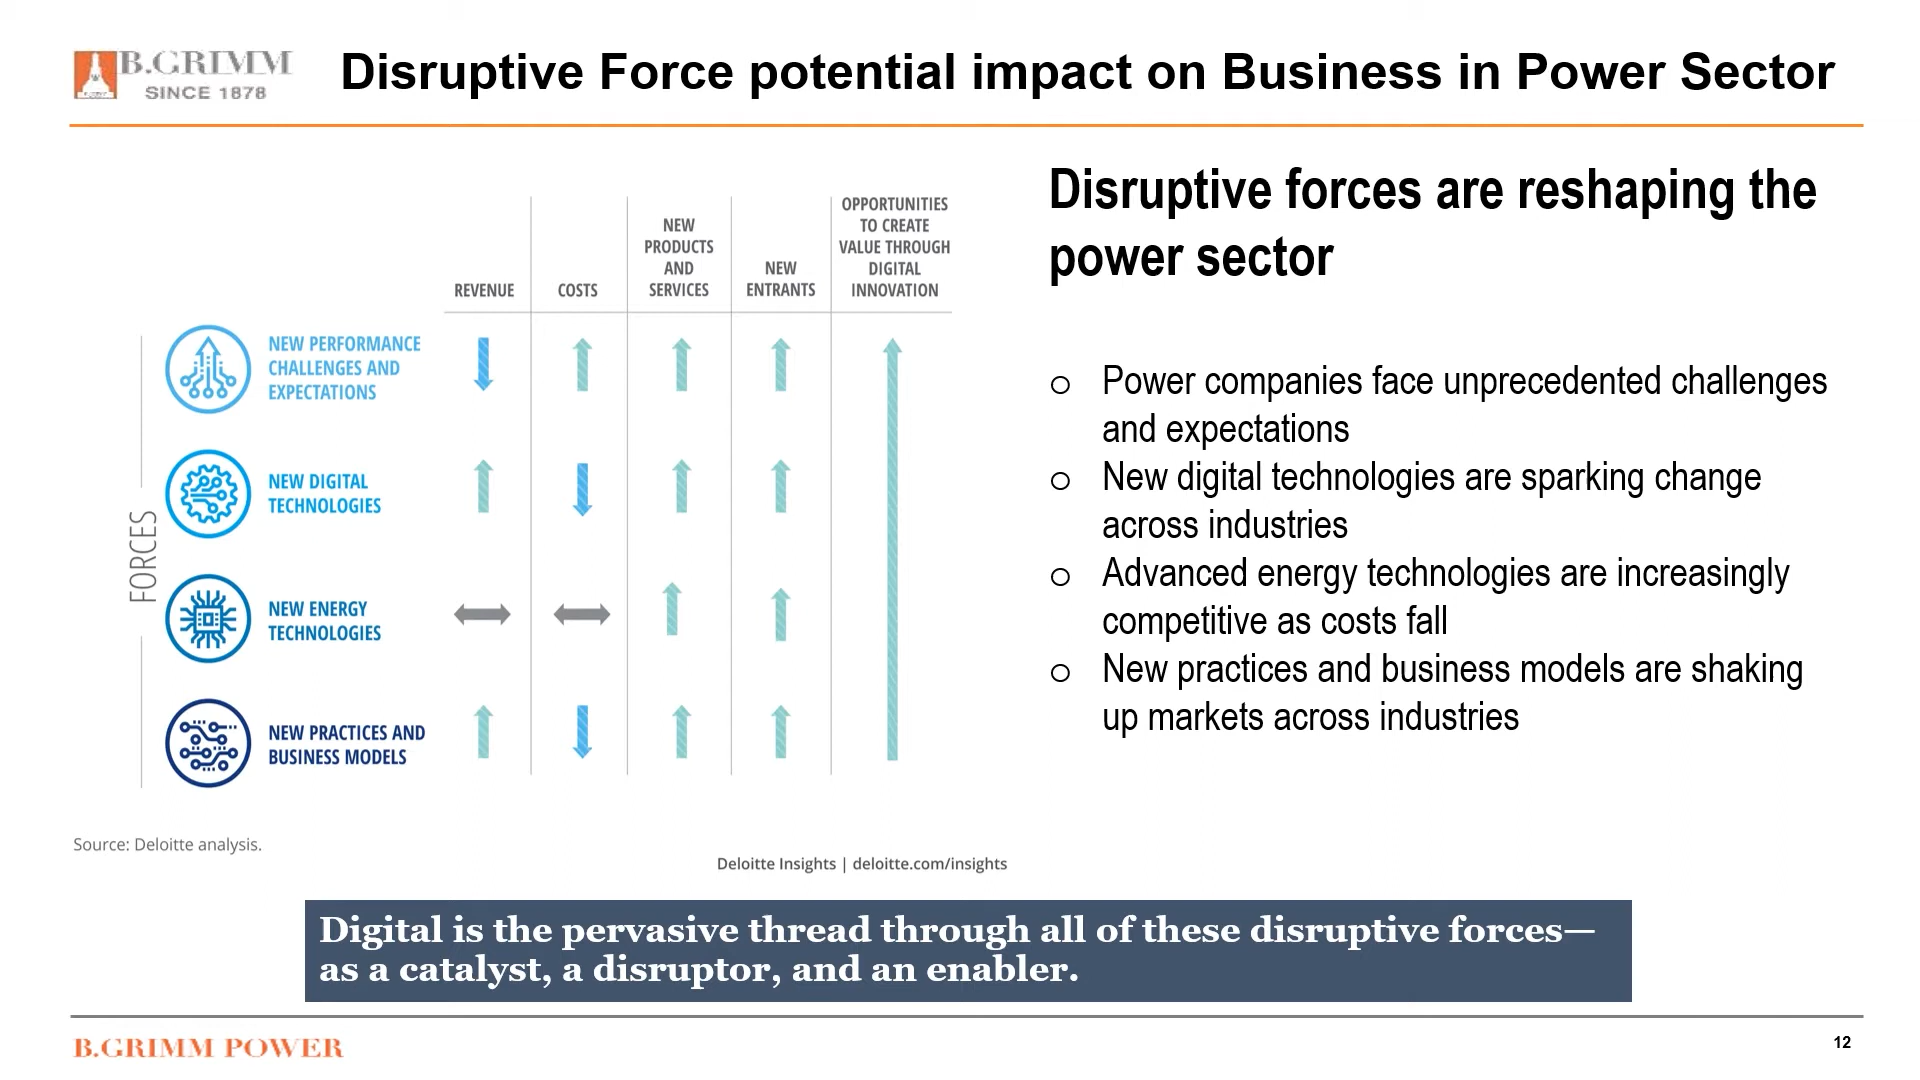 B.GRIMM
SINCE 1878
Disruptive Force potential impact on Business in Power Sector
REVENUE
COSTS
NEW
PRODUCTS
AND
SERVICES
NEW
ENTRANTS
OPPORTUNITIES
TO CREATE
VALUE THROUGH
DIGITAL
INNOVATION
FORCES
NEW PERFORMANCE
CHALLENGES AND
EXPECTATIONS
NEW DIGITAL
TECHNOLOGIES
NEW ENERGY
TECHNOLOGIES
NEW PRACTICES AND
BUSINESS MODELS
Source: Deloitte analysis.
Deloitte Insights | deloitte.com/insights
Disruptive forces are reshaping the
power sector
o Power companies face unprecedented challenges
and expectations
o New digital technologies are sparking change
across industries
o Advanced energy technologies are increasingly
competitive as costs fall
o New practices and business models are shaking
up markets across industries
Digital is the pervasive thread through all of these disruptive forces—
as a catalyst, a disruptor, and an enabler.
B.GRIMM POWER
12